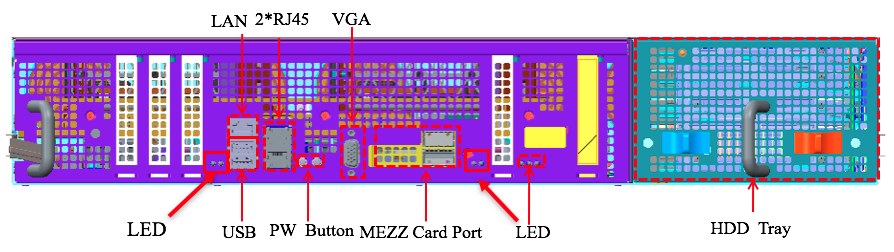 LAN 2*RJ45 VGA
LED USB PW Button MEZZ Card Port LED HDD Tray